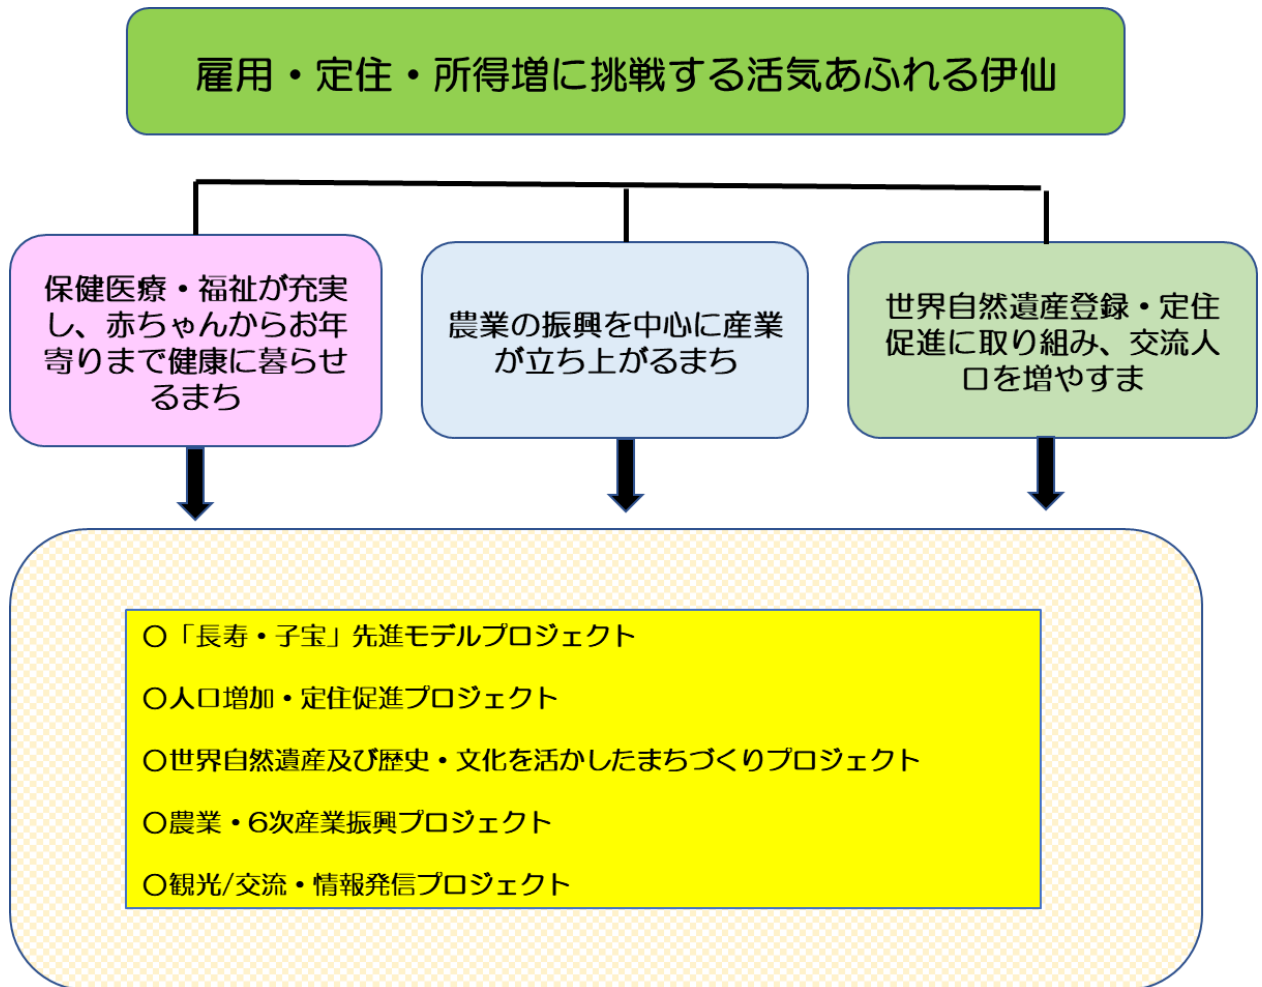 雇用・定住・所得増に挑戦する活気あふれる伊仙
保健医療・福祉が充実
し、赤ちゃんからお年
寄りまで健康に暮らせ
るまち
農業の振興を中心に産業
が立ち上がるまち
世界自然遺産登録・定住
促進に取り組み、交流人
口を増やすま
〇「長寿・子宝」先進モデルプロジェクト
〇人口増加・定住促進プロジェクト
〇世界自然遺産及び歴史・文化を活かしたまちづくりプロジェクト
〇農業・6次産業振興プロジェクト
〇観光/交流・情報発信プロジェクト